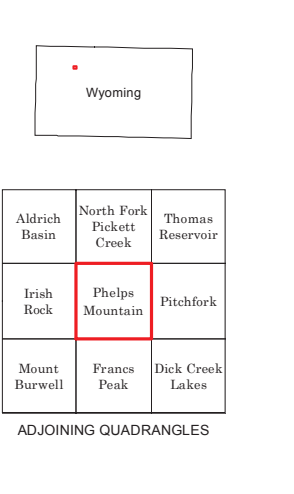 Wyoming
Aldrich
Basin
North Fork
Pickett
Creek
Thomas
Reservoir
Irish
Rock
Phelps
Mountain
Pitchfork
Mount
Burwell
Francs
Peak
Dick Creek
Lakes
ADJOINING QUADRANGLES